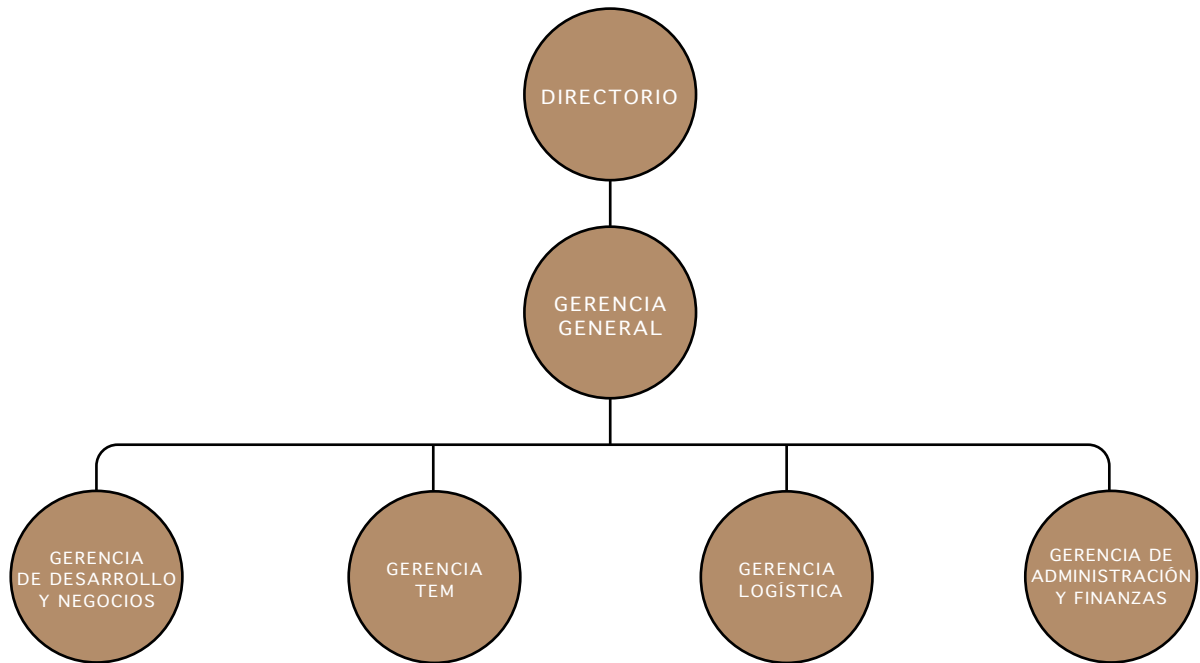 DIRECTORIO
GERENCIA
GENERAL
GERENCIA
DE DESARROLLO
Y NEGOCIOS
GERENCIA
TEM
GERENCIA
LOGÍSTICA
GERENCIA DE
ADMINISTRACIÓN
Y FINANZAS